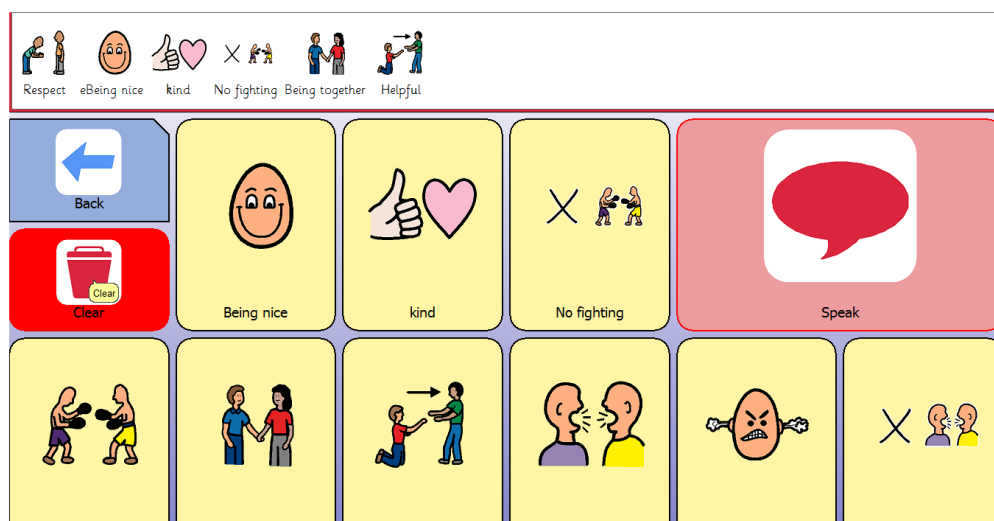 Respect eBeing nice kind No fighting Being together Helpful
Back
Clear
Clear
Being nice kind No fighting Speak